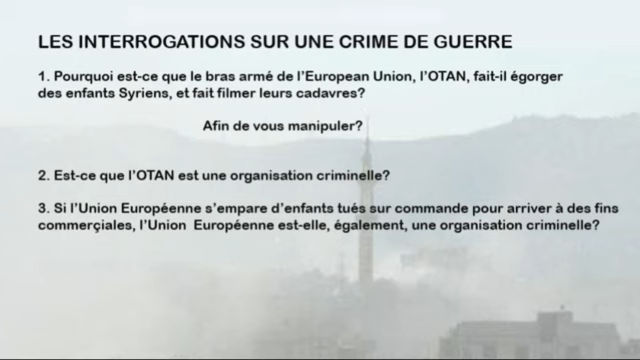 LES INTERROGATIONS SUR UNE CRIME DE GUERRE
1. Pourquoi est-ce que le bras armé de l'European Union, l'OTAN, fait-il égorger
des enfants Syriens, et fait filmer leurs cadavres?
Afin de vous manipuler?
2. Est-ce que l'OTAN est une organisation criminelle?
3. Si l'Union Européenne s'empare d'enfants tués sur commande pour arriver à des fins
commerçiales, l'Union Européenne est-elle, également, une organisation criminelle?